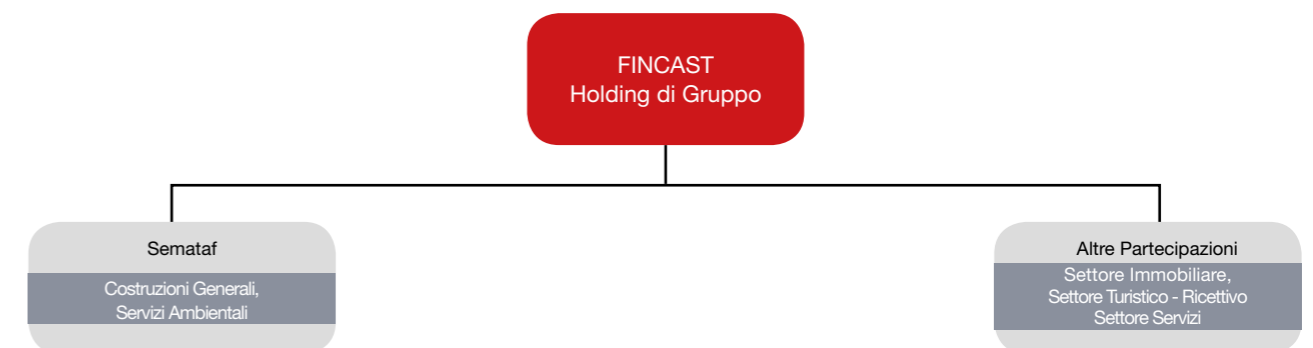 FINCAST
Holding di Gruppo
Semataf
Costruzioni Generali,
Servizi Ambientali
Altre Partecipazioni
Settore Immobiliare,
Settore Turistico - Ricettivo
Settore Servizi